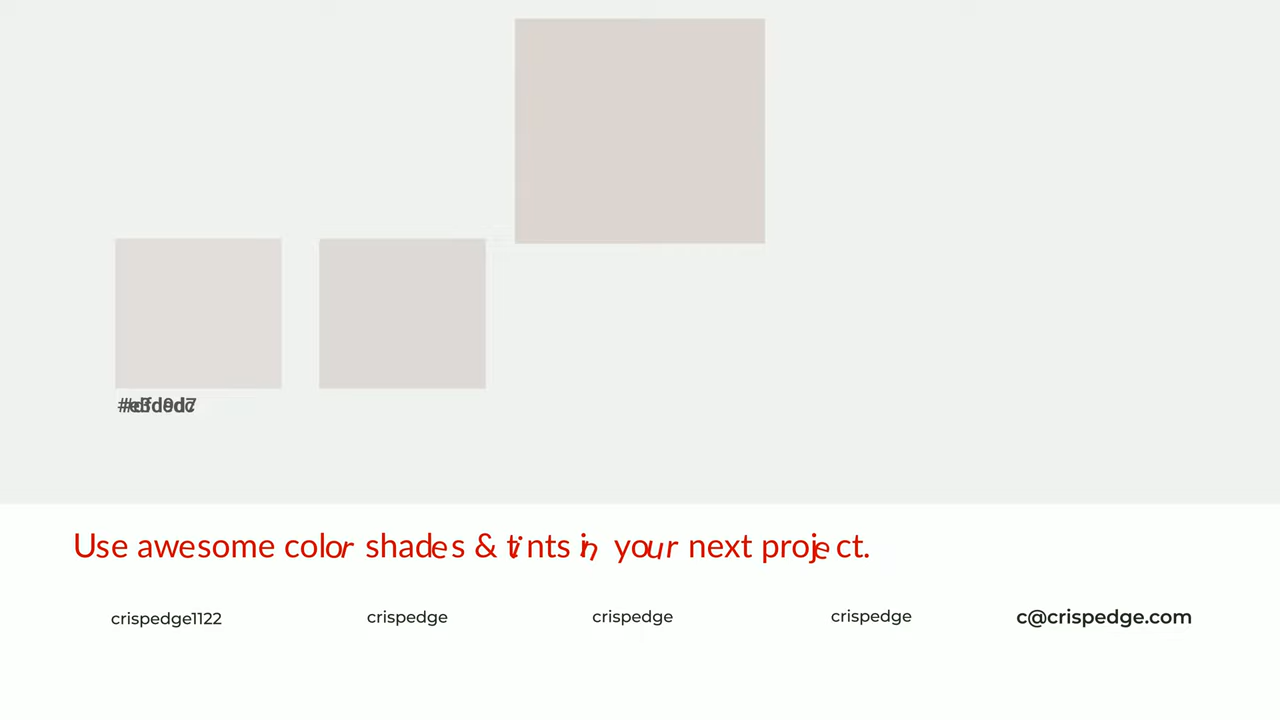 Use awesome color shades & tints in your next project.
crispedge1122 crispedge crispedge crispedge c@crispedge.com